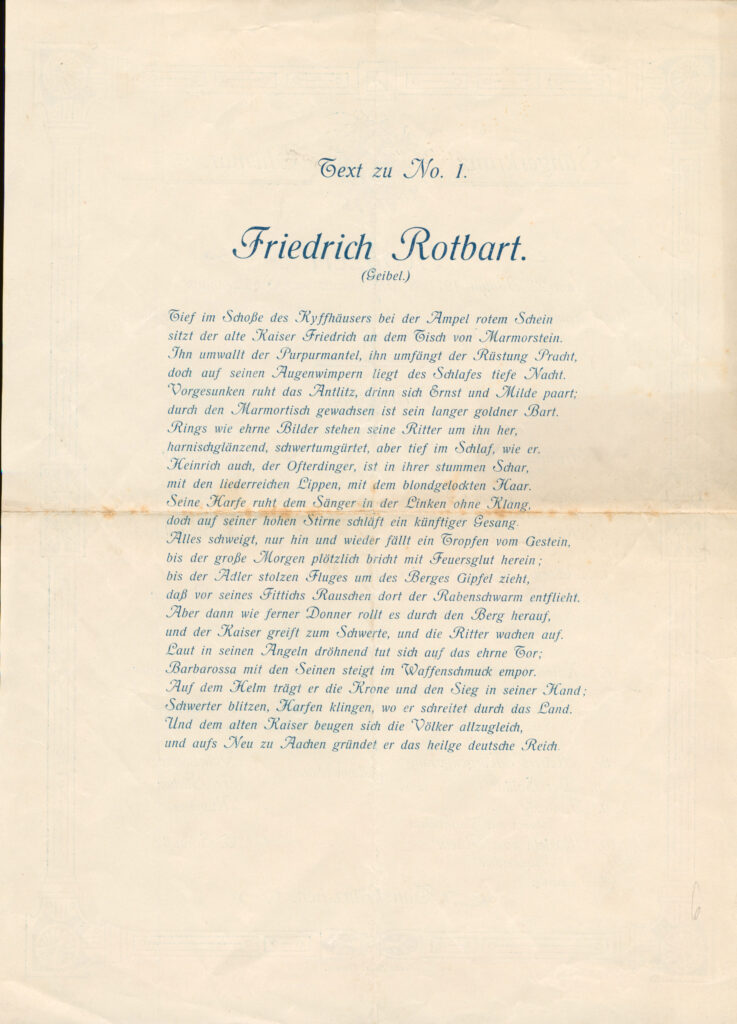 Text zu No. 1.
Friedrich Rotbart.
(Geibel.)
Tief im Schoße des Kyffhäusers bei der Ampel rotem Schein
sitzt der alte Kaiser Friedrich an dem Tisch von Marmorstein.
Ihn umwallt der Purpurmantel, ihn umfängt der Rüstung Pracht,
doch auf seinen Augenwimpern liegt des Schlafes tiefe Nacht.
Vorgesunken ruht das Antlitz, drinn sich Ernst und Milde paart;
durch den Marmortisch gewachsen ist sein langer goldner Bart.
Rings wie ehrne Bilder stehen seine Ritter um ihn her,
harnischglänzend, schwertumgürtet, aber tief im Schlaf, wie er.
Heinrich auch, der Ofterdinger, ist in ihrer stummen Schar,
mit den liederreichen Lippen, mit dem blondgelockten Haar.
Seine Harfe ruht dem Sänger in der Linken ohne Klang,
doch auf seiner hohen Stirne schläft ein künftiger Gesang.
Alles schweigt, nur hin und wieder fällt ein Tropfen vom Gestein,
bis der große Morgen plötzlich bricht mit Feuersglut herein;
bis der Adler stolzen Fluges um des Berges Gipfel zieht,
daß vor seines Fittichs Rauschen dort der Rabenschwarm entflieht.
Aber dann wie ferner Donner rollt es durch den Berg herauf,
und der Kaiser greift zum Schwerte, und die Ritter wachen auf.
Laut in seinen Angeln dröhnend tut sich auf das ehrne Tor;
Barbarossa mit den Seinen steigt im Waffenschmuck empor.
Auf dem Helm trägt er die Krone und den Sieg in seiner Hand;
Schwerter blitzen, Harfen klingen, wo er schreitet durch das Land.
Und dem alten Kaiser beugen sich die Völker allzugleich,
und aufs Neu zu Aachen gründet er das heilge deutsche Reich.
6